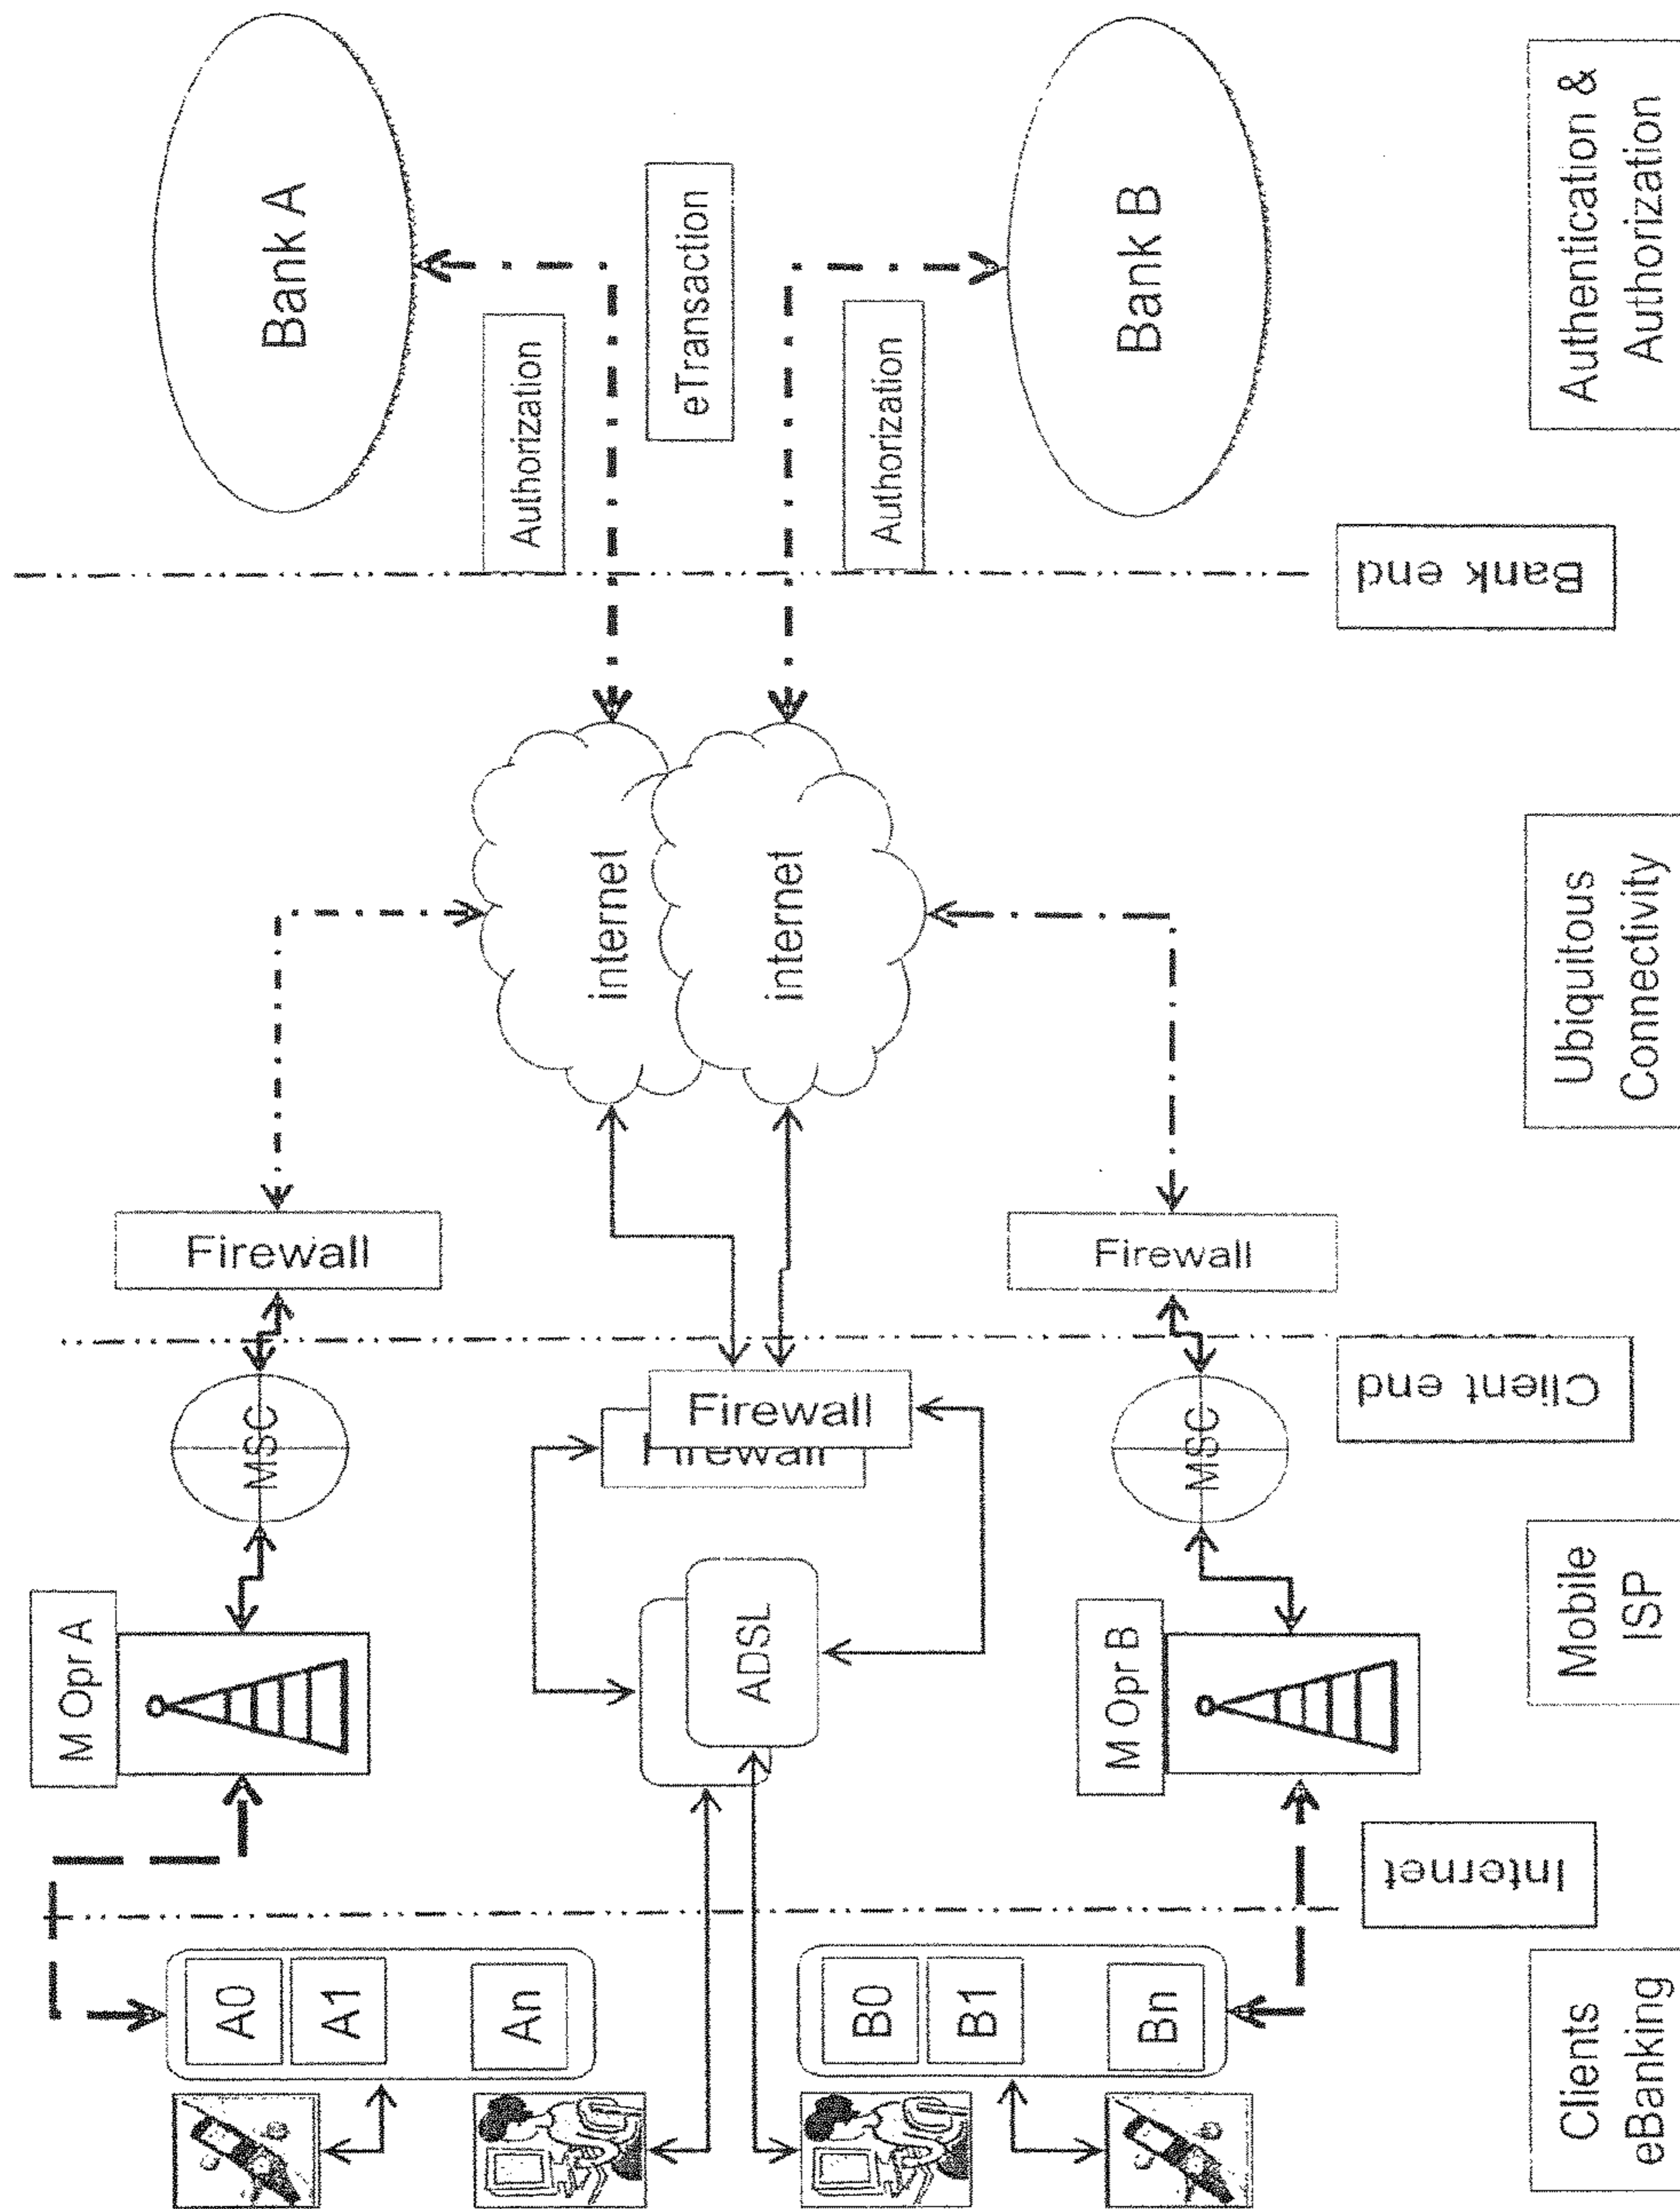 Bank A
Authorization
eTransaction
Authorization
Bank B
Authentication &
Authorization
Bank end
internet
internet
Ubiquitous
Connectivity
Firewall
Firewall
Firewall
Firewall
Client end
MSC
MSC
M Opr A
ADSL
M Opr B
Mobile
ISP
Internet
A0
A1
An
B0
B1
Bn
Clients
eBanking